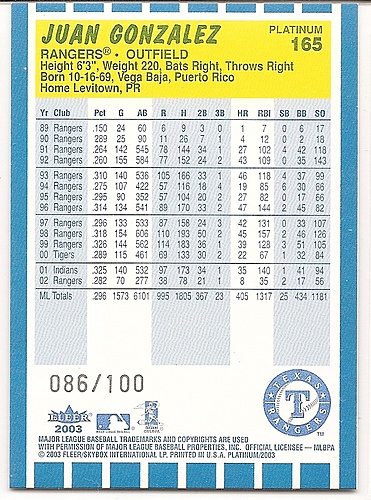 JUAN GONZALEZ
PLATINUM
165
RANGERS® • OUTFIELD
Height 6'3", Weight 220, Bats Right, Throws Right
Born 10-16-69, Vega Baja, Puerto Rico
Home Levitown, PR
Yr Club Pct G AB R H 2B 3B HR RBI SB BB SO
89 Rangers .150 24 60 6 9 3 0 1 7 0 6 17
90 Rangers .289 25 90 11 26 7 1 4 12 0 2 18
91 Rangers .264 142 545 78 144 34 1 27 102 4 42 118
92 Rangers .260 155 584 77 152 24 2 43 109 0 35 143
93 Rangers .310 140 536 105 166 33 1 46 118 4 37 99
94 Rangers .275 107 422 57 116 18 4 19 85 6 30 66
95 Rangers .295 90 352 57 104 20 2 27 82 0 17 66
96 Rangers .314 134 541 89 170 33 2 47 144 2 45 82
97 Rangers .296 133 533 87 158 24 3 42 131 0 33 107
98 Rangers .318 154 606 110 193 50 2 45 157 2 46 126
99 Rangers .326 144 562 114 183 36 1 39 128 3 51 105
00 Tigers .289 115 461 69 133 30 2 22 67 1 32 84
01 Indians .325 140 532 97 173 34 1 35 140 1 41 94
02 Rangers .282 70 277 38 78 21 1 8 35 2 17 56
ML Totals .296 1573 6101 995 1805 367 23 405 1317 25 434 1181
086/100
TEXAS
RANGERS
T
TM
FLEER
2003
MAJOR LEAGUE BASEBALL TRADEMARKS AND COPYRIGHTS ARE USED
WITH PERMISSION OF MAJOR LEAGUE BASEBALL PROPERTIES, INC. OFFICIAL LICENSEE — MLBPA
© 2003 FLEER/SKYBOX INTERNATIONAL LP. PRINTED IN U.S.A. PLATINUM/2003